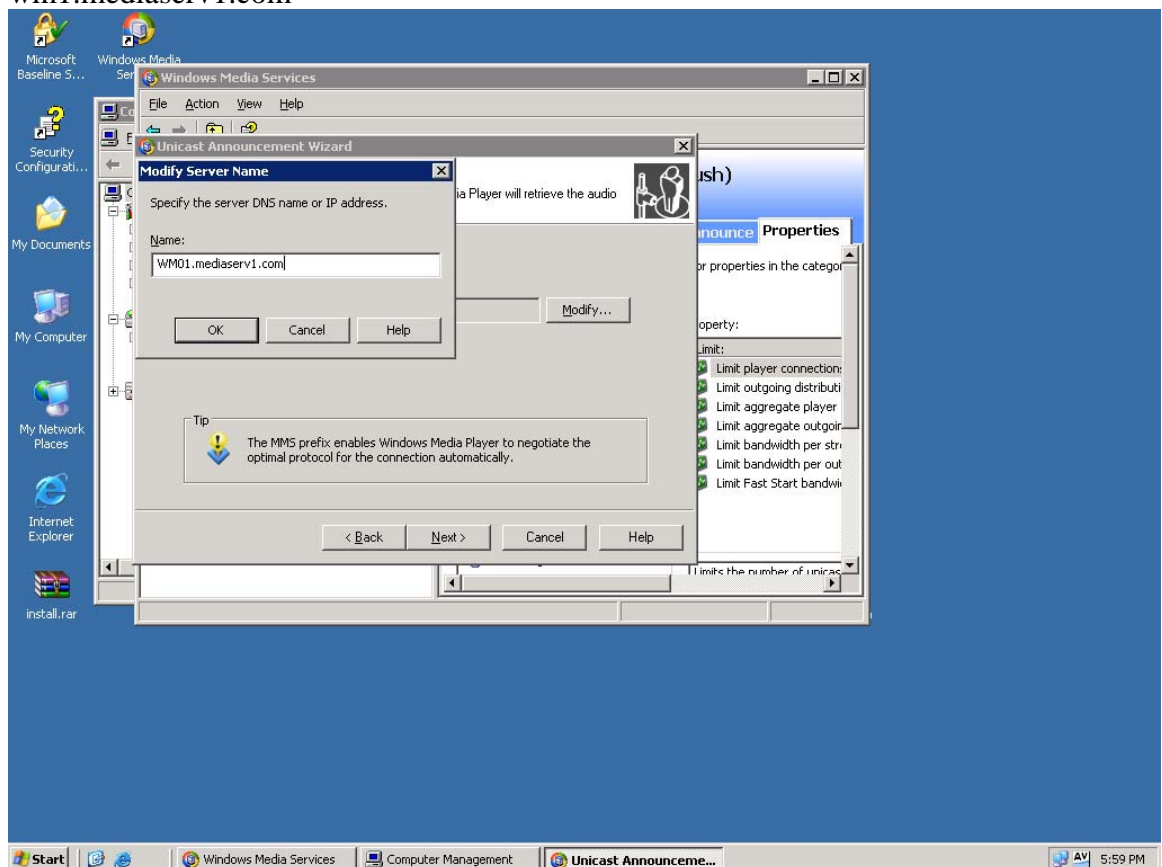 wm1.mediaserv1.com
Microsoft
Baseline S...
Windows Media
Ser
Security
Configurati...
My Documents
My Computer
My Network
Places
Internet
Explorer
install.rar
Windows Media Services
File Action View Help
Unicast Announcement Wizard
Modify Server Name
Specify the server DNS name or IP address.
Name:
WM01.mediaserv1.com
OK Cancel Help
ia Player will retrieve the audio
Modify...
Tip
The MMS prefix enables Windows Media Player to negotiate the
optimal protocol for the connection automatically.
< Back Next > Cancel Help
ush)
nnounce Properties
or properties in the categor
operty:
Limit:
Limit player connections
Limit outgoing distributi
Limit aggregate player
Limit aggregate outgoin
Limit bandwidth per stre
Limit bandwidth per out
Limit Fast Start bandwi
Limits the number of unicas
Start Windows Media Services Computer Management Unicast Announceme... AV 5:59 PM